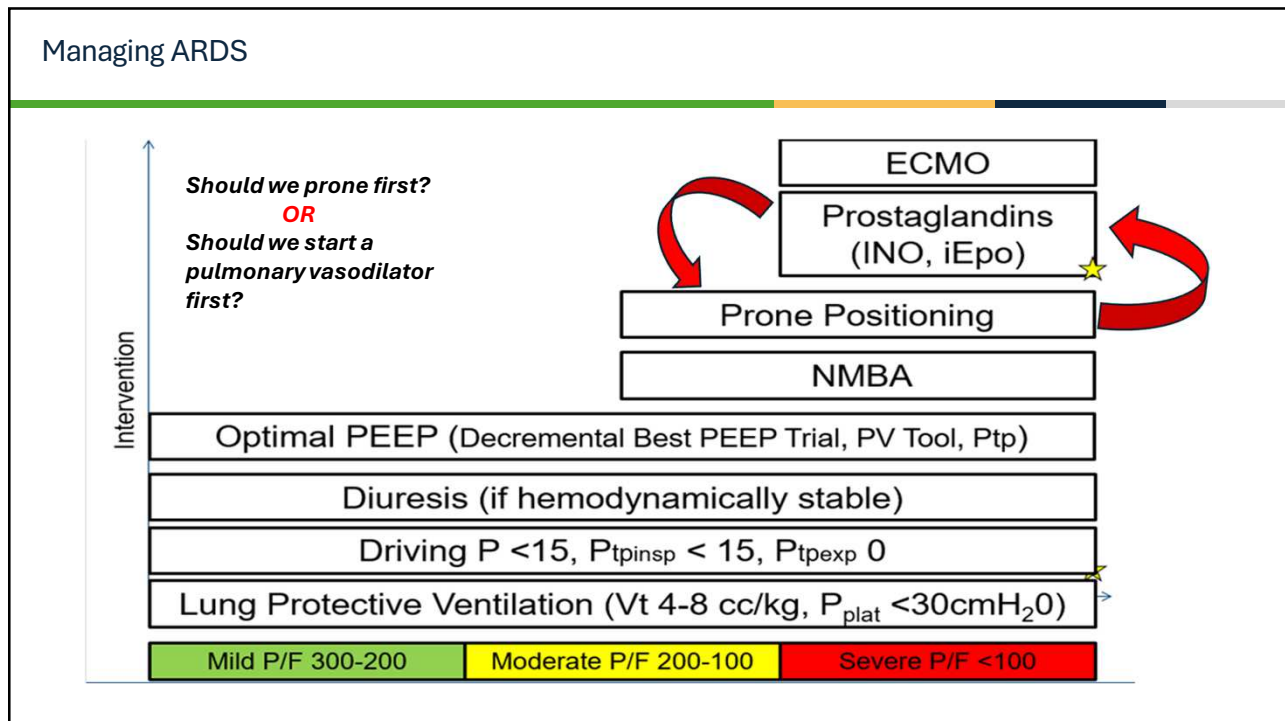 Managing ARDS
Should we prone first?
OR
Should we start a
pulmonary vasodilator
first?
Intervention
ECMO
Prostaglandins
(INO, iEpo)
Prone Positioning
NMBA
Optimal PEEP (Decremental Best PEEP Trial, PV Tool, Ptp)
Diuresis (if hemodynamically stable)
Driving P <15, Ptpinsp < 15, Ptpexp 0
Lung Protective Ventilation (Vt 4-8 cc/kg, Pplat <30cmH20)
Mild P/F 300-200
Moderate P/F 200-100
Severe P/F <100